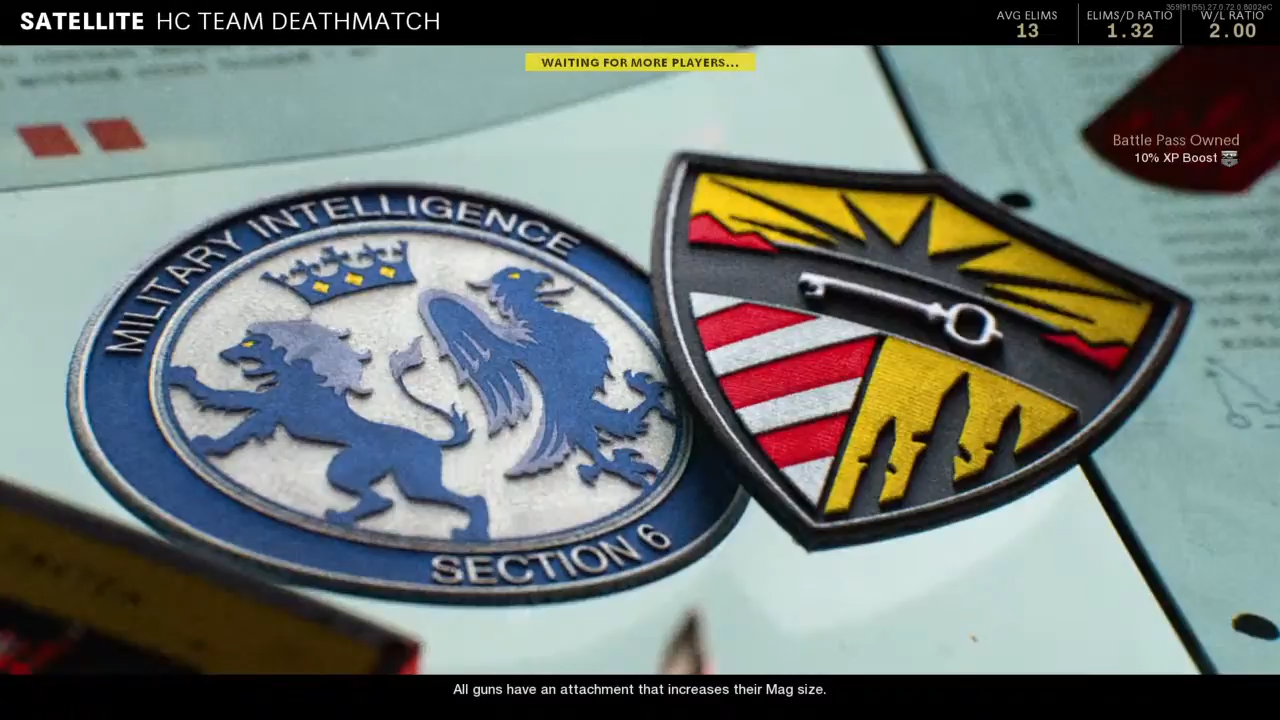 SATELLITE HC TEAM DEATHMATCH
AVG ELIMS
13
ELIMS/D RATIO
1.32
W/L RATIO
2.00
WAITING FOR MORE PLAYERS...
Battle Pass Owned
10% XP Boost
MILITARY INTELLIGENCE
SECTION 6
All guns have an attachment that increases their Mag size.